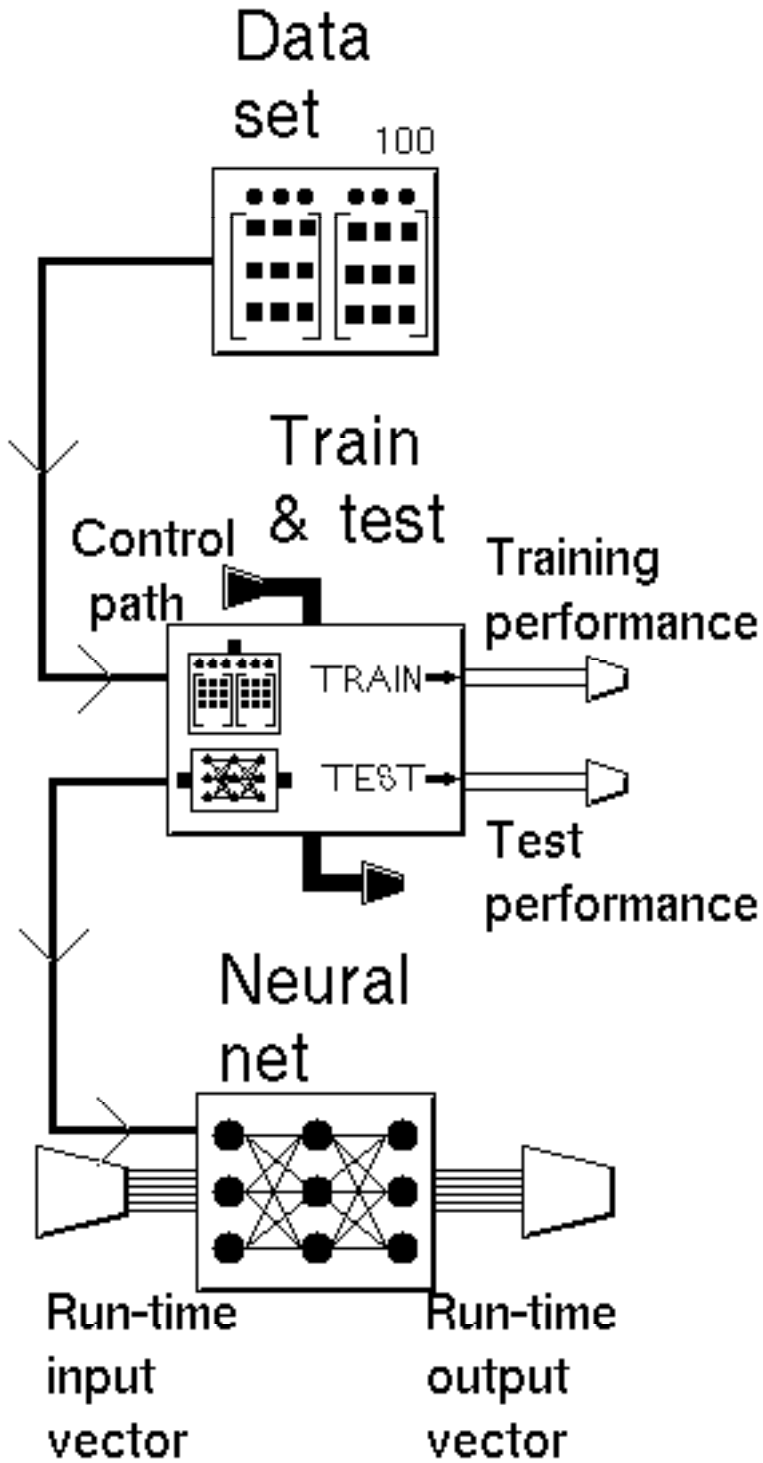 Data
set
100
Train
& test
Control
path
Training
performance
TRAIN
TEST
Test
performance
Neural
net
Run-time
input
vector
Run-time
output
vector